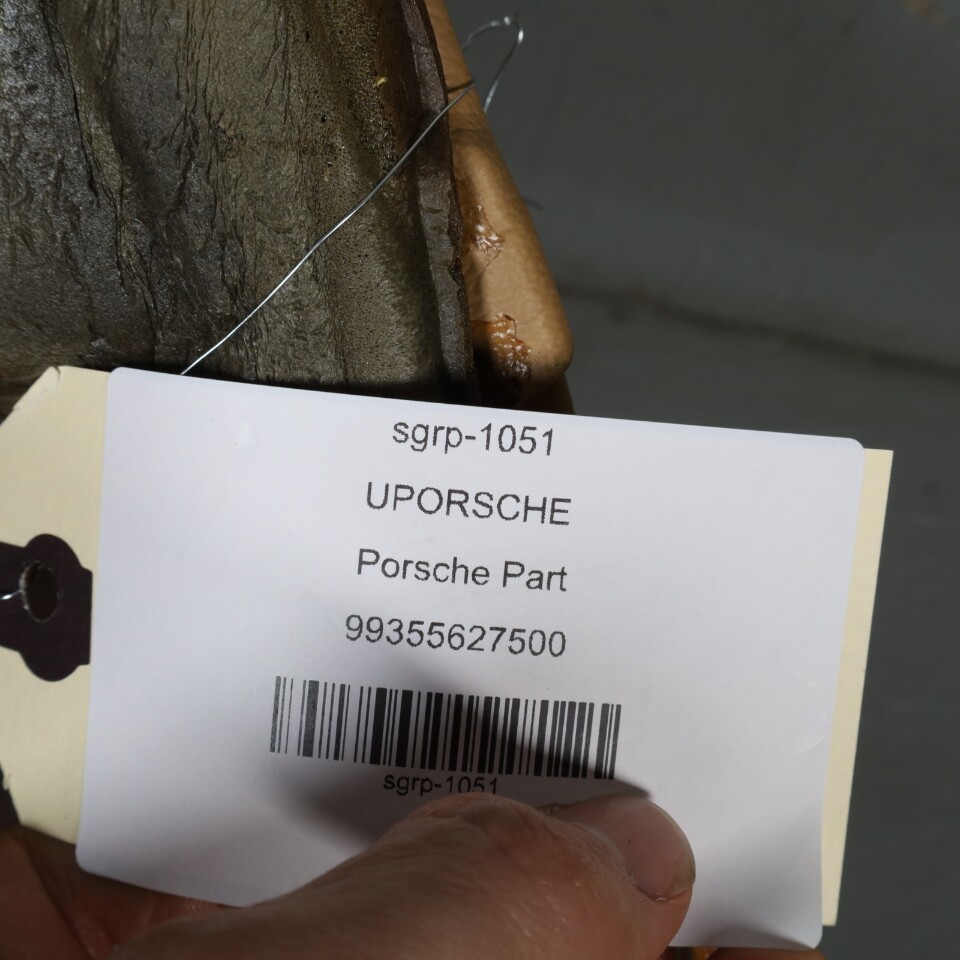 sgrp-1051
UPORSCHE
Porsche Part
99355627500
sgrp-1051